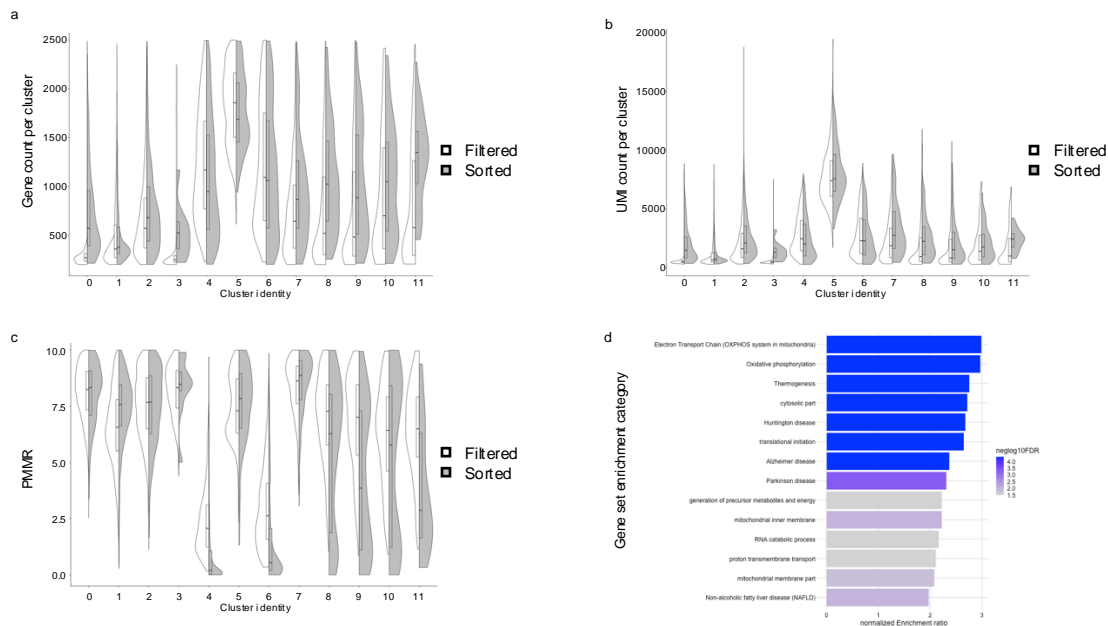 a
2500
2000
1500
1000
500
Gene count per cluster
0 1 2 3 4 5 6 7 8 9 10 11
Cluster identity
Filtered
Sorted
b
20000
15000
10000
5000
0
UMI count per cluster
0 1 2 3 4 5 6 7 8 9 10 11
Cluster identity
Filtered
Sorted
c
10.0
7.5
5.0
2.5
0.0
PMMR
0 1 2 3 4 5 6 7 8 9 10 11
Cluster identity
Filtered
Sorted
d
Gene set enrichment category
Electron Transport Chain (OXPHOS system in mitochondria)
Oxidative phosphorylation
Thermogenesis
cytosolic part
Huntington disease
translational initiation
Alzheimer disease
Parkinson disease
generation of precursor metabolites and energy
mitochondrial inner membrane
RNA catabolic process
proton transmembrane transport
mitochondrial membrane part
Non-alcoholic fatty liver disease (NAFLD)
0 1 2 3
normalized Enrichment ratio
neglog10FDR
4.0
3.5
3.0
2.5
2.0
1.5